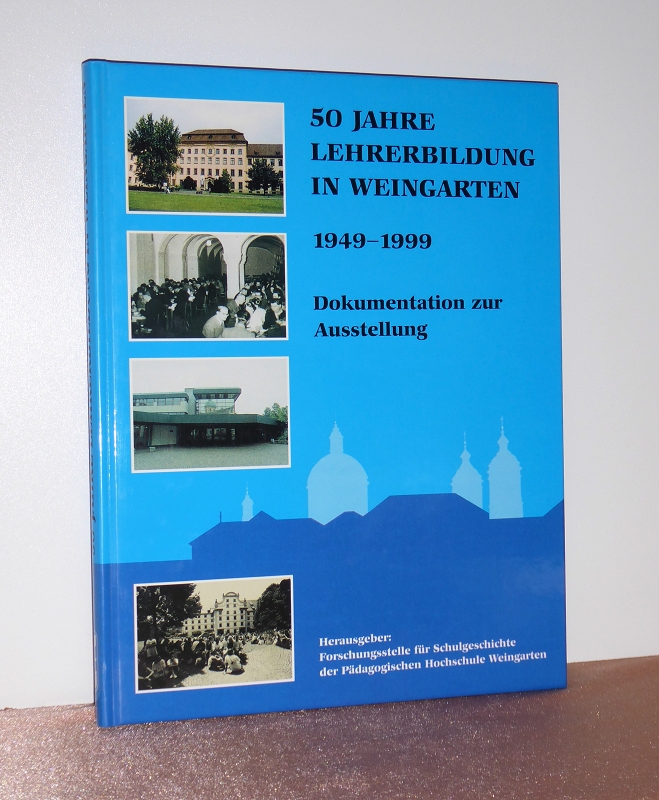 50 JAHRE
LEHRERBILDUNG
IN WEINGARTEN
1949–1999
Dokumentation zur
Ausstellung
Herausgeber:
Forschungsstelle für Schulgeschichte
der Pädagogischen Hochschule Weingarten